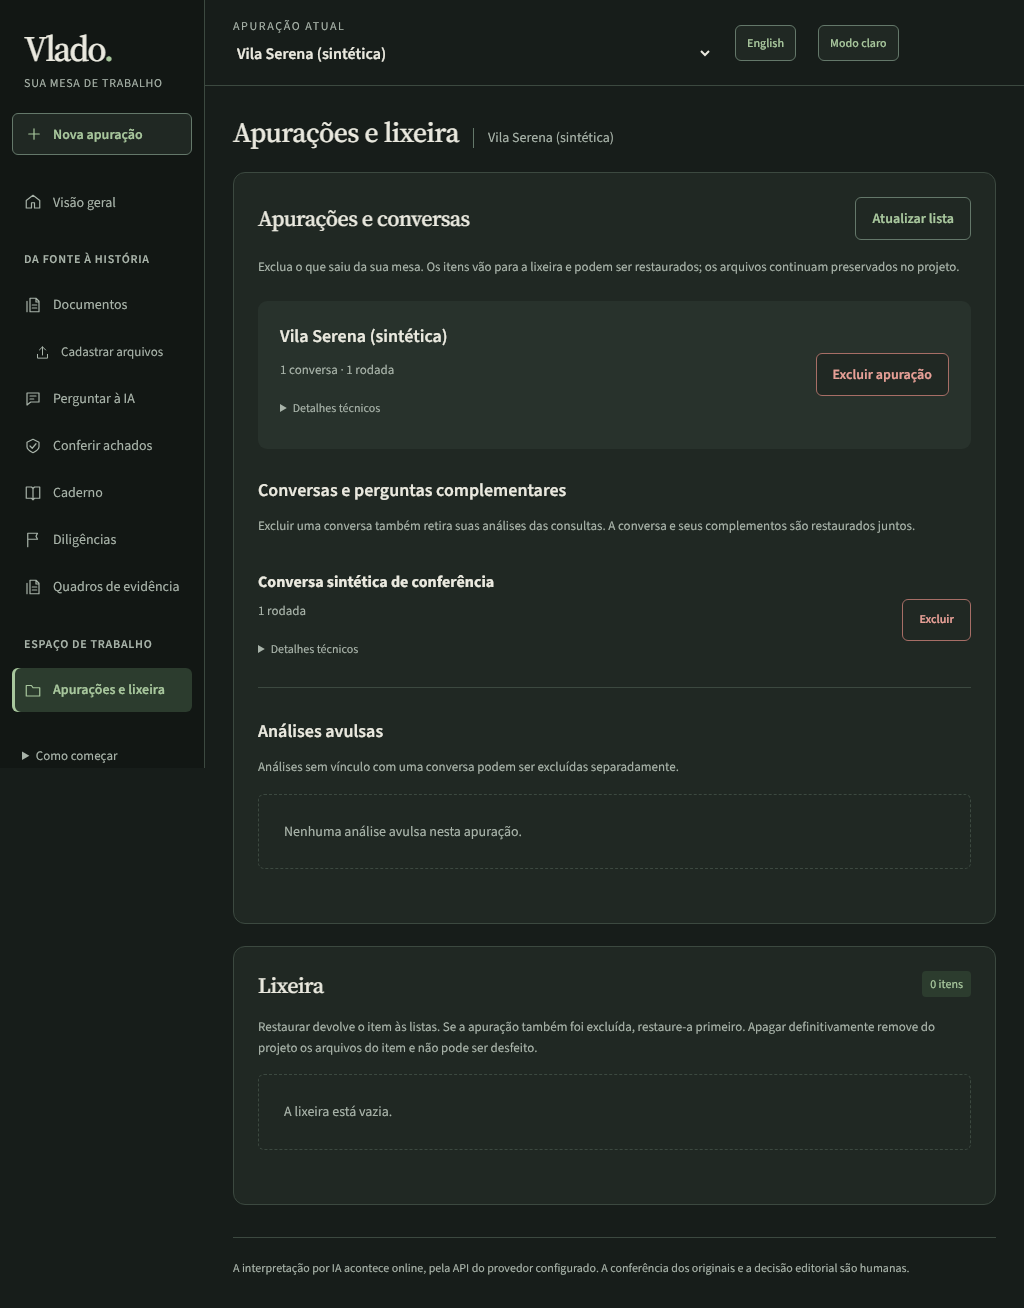 Vlado.
SUA MESA DE TRABALHO
Nova apuração
Visão geral
DA FONTE À HISTÓRIA
Documentos
Cadastrar arquivos
Perguntar à IA
Conferir achados
Caderno
Diligências
Quadros de evidência
ESPAÇO DE TRABALHO
Apurações e lixeira
Como começar
APURAÇÃO ATUAL
Vila Serena (sintética)
English
Modo claro
Apurações e lixeira
Vila Serena (sintética)
Apurações e conversas
Atualizar lista
Exclua o que saiu da sua mesa. Os itens vão para a lixeira e podem ser restaurados; os arquivos continuam preservados no projeto.
Vila Serena (sintética)
1 conversa · 1 rodada
Excluir apuração
Detalhes técnicos
Conversas e perguntas complementares
Excluir uma conversa também retira suas análises das consultas. A conversa e seus complementos são restaurados juntos.
Conversa sintética de conferência
1 rodada
Excluir
Detalhes técnicos
Análises avulsas
Análises sem vínculo com uma conversa podem ser excluídas separadamente.
Nenhuma análise avulsa nesta apuração.
Lixeira
0 itens
Restaurar devolve o item às listas. Se a apuração também foi excluída, restaure-a primeiro. Apagar definitivamente remove do
projeto os arquivos do item e não pode ser desfeito.
A lixeira está vazia.
A interpretação por IA acontece online, pela API do provedor configurado. A conferência dos originais e a decisão editorial são humanas.